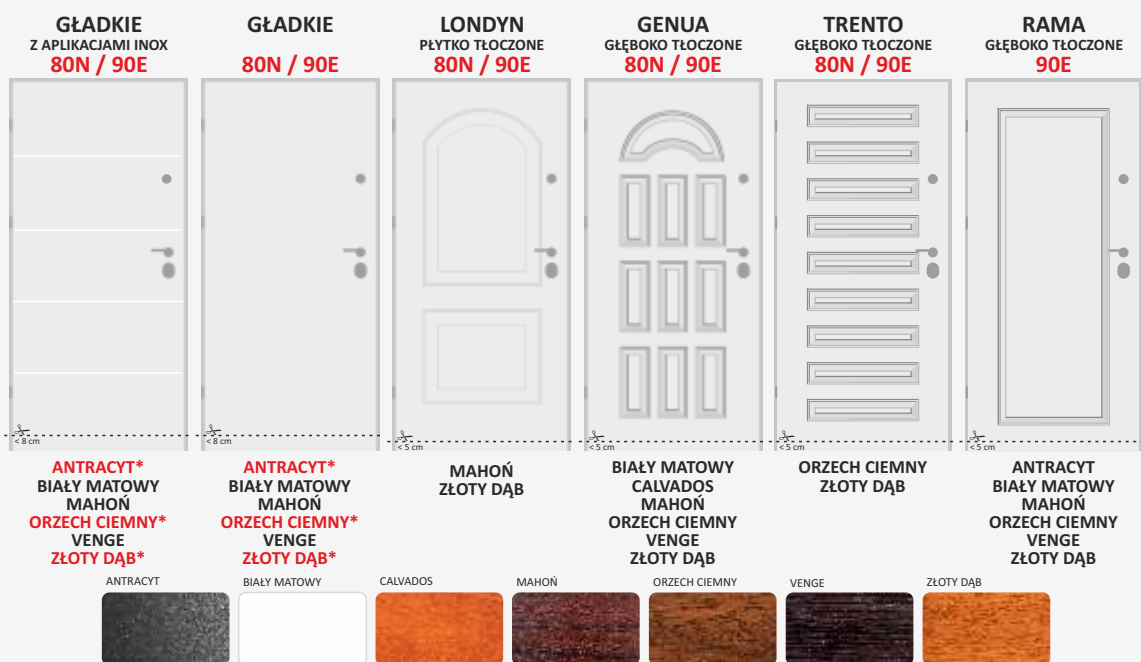 GŁADKIE
Z APLIKACJAMI INOX
80N / 90E
GŁADKIE
80N / 90E
LONDYN
PŁYTKO TŁOCZONE
80N / 90E
GENUA
GŁĘBOKO TŁOCZONE
80N / 90E
TRENTO
GŁĘBOKO TŁOCZONE
80N / 90E
RAMA
GŁĘBOKO TŁOCZONE
90E
< 8 cm
< 8 cm
< 5 cm
< 5 cm
< 5 cm
< 5 cm
ANTRACYT*
BIAŁY MATOWY
MAHOŃ
ORZECH CIEMNY*
VENGE
ZŁOTY DĄB*
ANTRACYT*
BIAŁY MATOWY
MAHOŃ
ORZECH CIEMNY*
VENGE
ZŁOTY DĄB*
MAHOŃ
ZŁOTY DĄB
BIAŁY MATOWY
CALVADOS
MAHOŃ
ORZECH CIEMNY
VENGE
ZŁOTY DĄB
ORZECH CIEMNY
ZŁOTY DĄB
ANTRACYT
BIAŁY MATOWY
MAHOŃ
ORZECH CIEMNY
VENGE
ZŁOTY DĄB
ANTRACYT
BIAŁY MATOWY
CALVADOS
MAHOŃ
ORZECH CIEMNY
VENGE
ZŁOTY DĄB